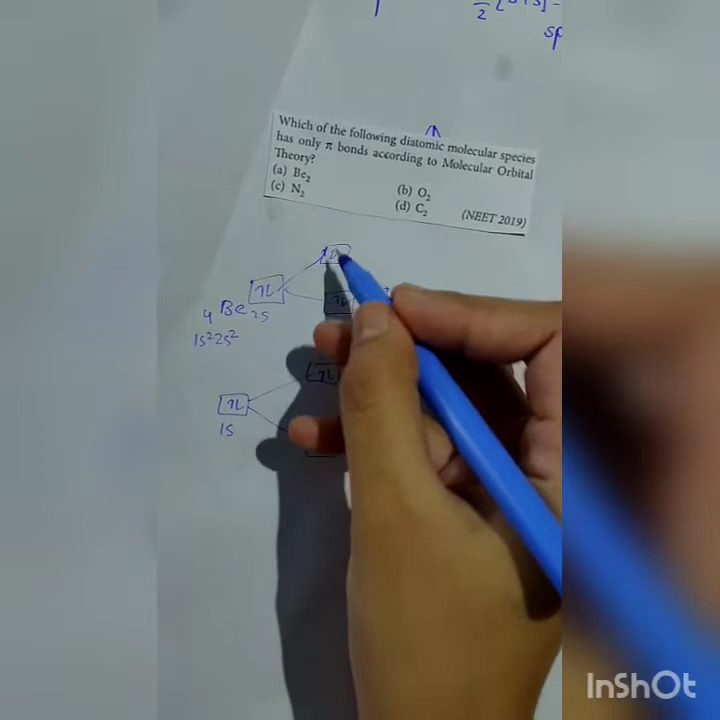 Which of the following diatomic molecular species
has only π bonds according to Molecular Orbital
Theory?
(a) Be₂ (b) O₂
(c) N₂ (d) C₂ (NEET 2019)
₄Be 2s
1s²2s²
1s
InShOt